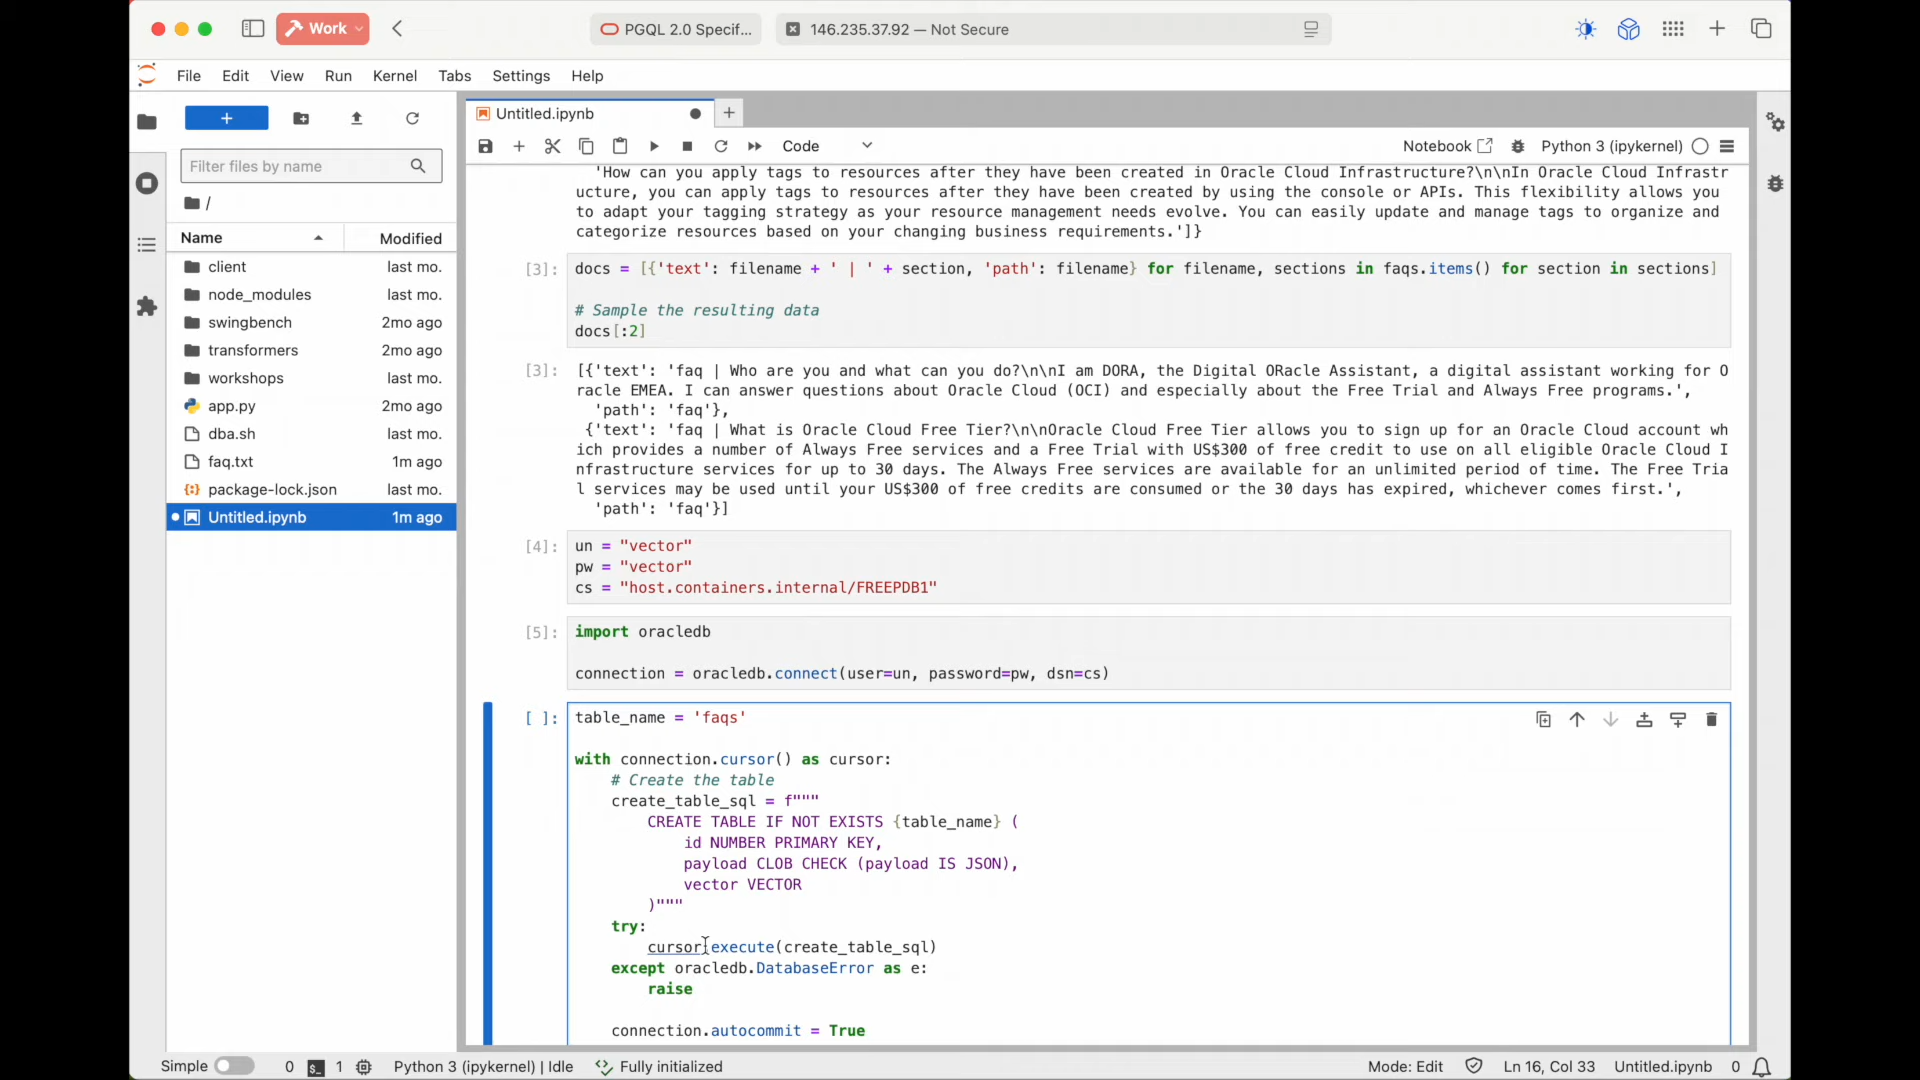 Work
PGQL 2.0 Specif...
146.235.37.92 — Not Secure
File Edit View Run Kernel Tabs Settings Help
Untitled.ipynb
Filter files by name
Code
Notebook
Python 3 (ipykernel)
/
Name Modified
client last mo.
node_modules last mo.
swingbench 2mo ago
transformers 2mo ago
workshops last mo.
app.py 2mo ago
dba.sh last mo.
faq.txt 1m ago
package-lock.json last mo.
Untitled.ipynb 1m ago
'How can you apply tags to resources after they have been created in Oracle Cloud Infrastructure?\n\nIn Oracle Cloud Infrastr
ucture, you can apply tags to resources after they have been created by using the console or APIs. This flexibility allows you
to adapt your tagging strategy as your resource management needs evolve. You can easily update and manage tags to organize and
categorize resources based on your changing business requirements.']}
[3]: docs = [{'text': filename + ' | ' + section, 'path': filename} for filename, sections in faqs.items() for section in sections]
# Sample the resulting data
docs[:2]
[3]: [{'text': 'faq | Who are you and what can you do?\n\nI am DORA, the Digital ORacle Assistant, a digital assistant working for O
racle EMEA. I can answer questions about Oracle Cloud (OCI) and especially about the Free Trial and Always Free programs.',
'path': 'faq'},
{'text': 'faq | What is Oracle Cloud Free Tier?\n\nOracle Cloud Free Tier allows you to sign up for an Oracle Cloud account wh
ich provides a number of Always Free services and a Free Trial with US$300 of free credit to use on all eligible Oracle Cloud I
nfrastructure services for up to 30 days. The Always Free services are available for an unlimited period of time. The Free Tria
l services may be used until your US$300 of free credits are consumed or the 30 days has expired, whichever comes first.',
'path': 'faq'}]
[4]: un = "vector"
pw = "vector"
cs = "host.containers.internal/FREEPDB1"
[5]: import oracledb
connection = oracledb.connect(user=un, password=pw, dsn=cs)
[ ]: table_name = 'faqs'
with connection.cursor() as cursor:
# Create the table
create_table_sql = f"""
CREATE TABLE IF NOT EXISTS {table_name} (
id NUMBER PRIMARY KEY,
payload CLOB CHECK (payload IS JSON),
vector VECTOR
)"""
try:
cursor.execute(create_table_sql)
except oracledb.DatabaseError as e:
raise
connection.autocommit = True
Simple 0 1 Python 3 (ipykernel) | Idle Fully initialized Mode: Edit Ln 16, Col 33 Untitled.ipynb 0